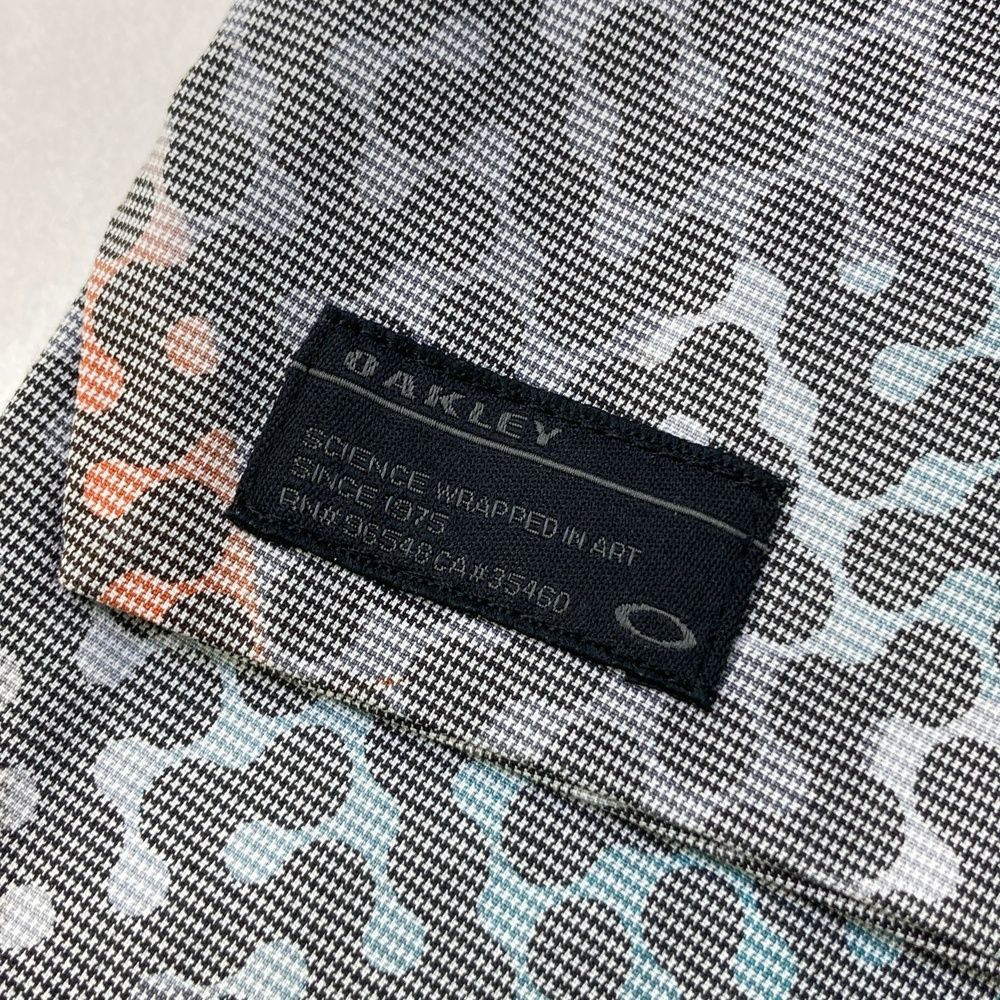 OAKLEY
SCIENCE WRAPPED IN ART
SINCE 1975
RN#96548 CA#35460